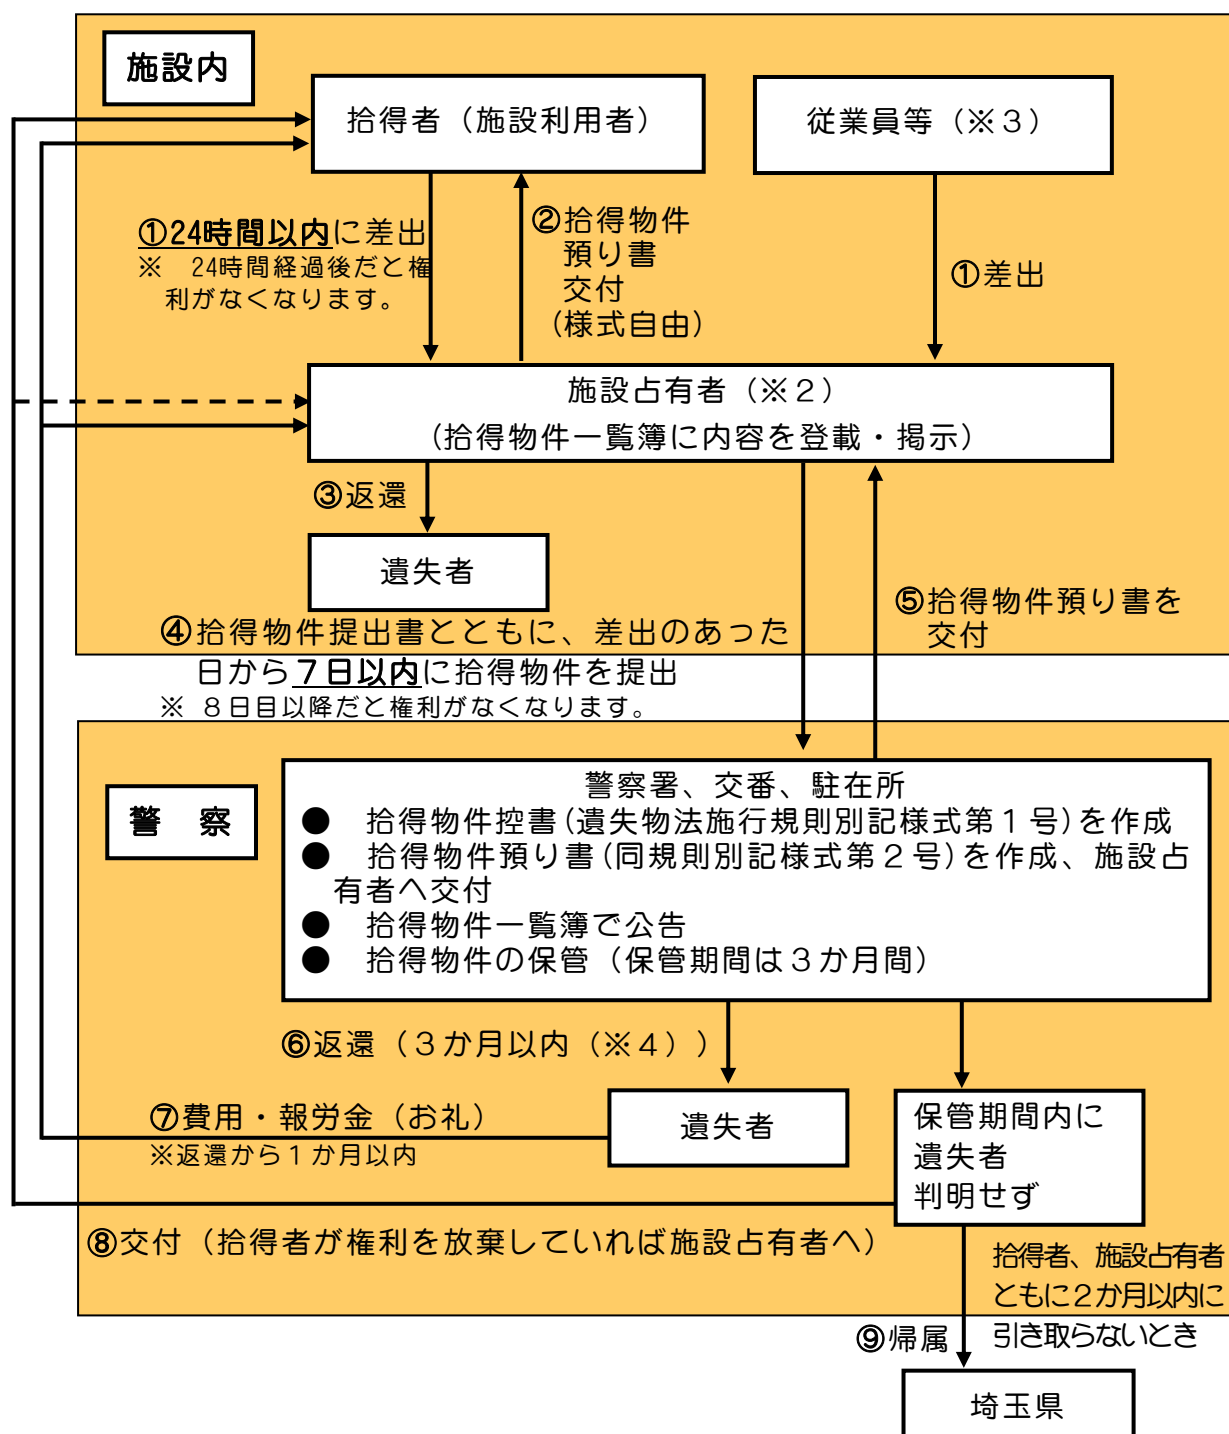 施設内
拾得者（施設利用者）
従業員等（※３）
①24時間以内に差出
※　24時間経過後だと権
利がなくなります。
②拾得物件
預り書
交付
(様式自由)
①差出
施設占有者（※２）
(拾得物件一覧簿に内容を登載・掲示)
③返還
遺失者
⑤拾得物件預り書を
交付
④拾得物件提出書とともに、差出のあった
日から７日以内に拾得物件を提出
※ ８日目以降だと権利がなくなります。
警　察
警察署、交番、駐在所
●　拾得物件控書(遺失物法施行規則別記様式第１号)を作成
●　拾得物件預り書(同規則別記様式第２号)を作成、施設占
有者へ交付
●　拾得物件一覧簿で公告
●　拾得物件の保管（保管期間は３か月間）
⑥返還（３か月以内（※４））
⑦費用・報労金（お礼）
※返還から１か月以内
遺失者
保管期間内に
遺失者
判明せず
⑧交付（拾得者が権利を放棄していれば施設占有者へ）
拾得者、施設占有者
ともに２か月以内に
引き取らないとき
⑨帰属
埼玉県